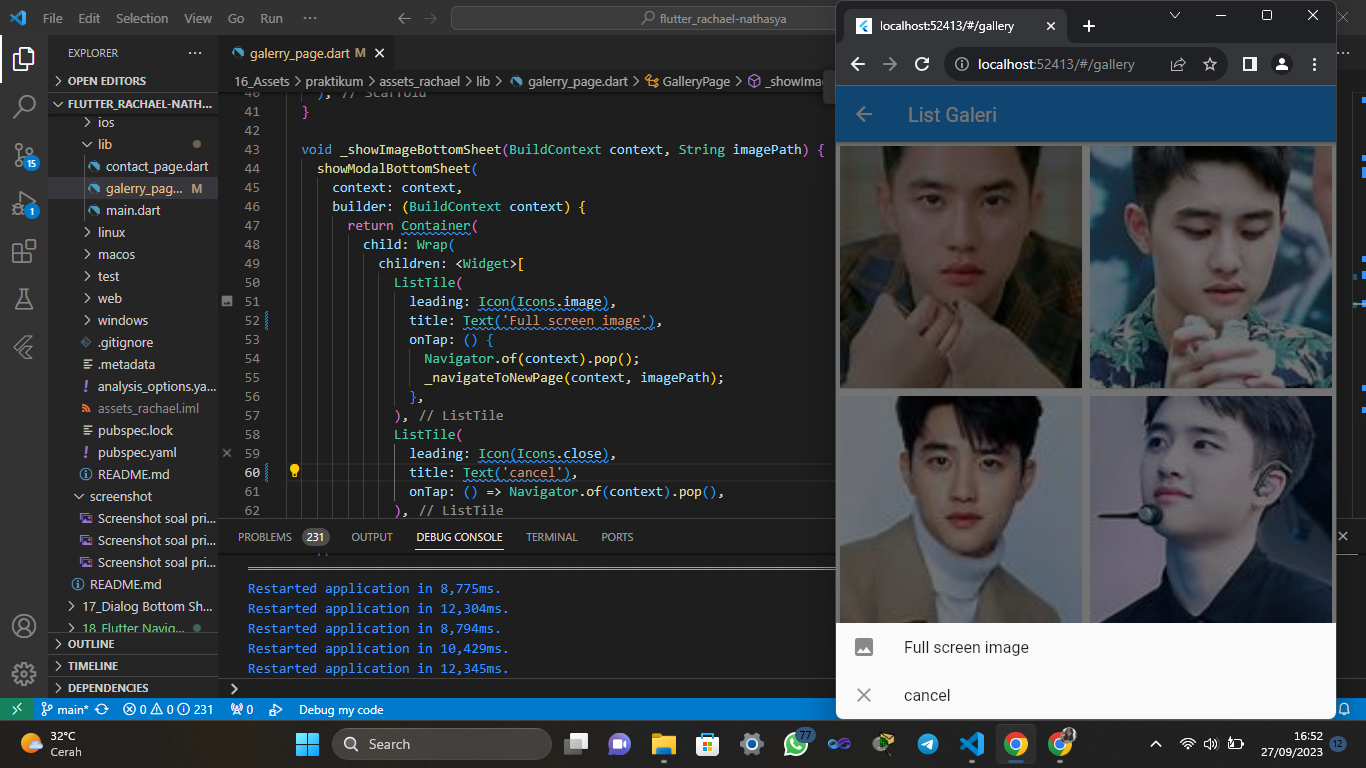 File Edit Selection View Go Run ···
flutter_rachael-nathasya
EXPLORER ···
OPEN EDITORS
FLUTTER_RACHAEL-NATH...
ios
lib
contact_page.dart
galerry_pag... M
main.dart
linux
macos
test
web
windows
.gitignore
.metadata
analysis_options.ya...
assets_rachael.iml
pubspec.lock
pubspec.yaml
README.md
screenshot
Screenshot soal pri...
Screenshot soal pri...
Screenshot soal pri...
README.md
17_Dialog Bottom Sh...
18_Flutter Navig...
OUTLINE
TIMELINE
DEPENDENCIES
15
1
galerry_page.dart M
16_Assets > praktikum > assets_rachael > lib > galerry_page.dart > GalleryPage > _showIma
40 ), // Scaffold
41 }
42
43 void _showImageBottomSheet(BuildContext context, String imagePath) {
44 showModalBottomSheet(
45 context: context,
46 builder: (BuildContext context) {
47 return Container(
48 child: Wrap(
49 children: <Widget>[
50 ListTile(
51 leading: Icon(Icons.image),
52 title: Text('Full screen image'),
53 onTap: () {
54 Navigator.of(context).pop();
55 _navigateToNewPage(context, imagePath);
56 },
57 ), // ListTile
58 ListTile(
59 leading: Icon(Icons.close),
60 title: Text('cancel'),
61 onTap: () => Navigator.of(context).pop(),
62 ), // ListTile
PROBLEMS 231 OUTPUT DEBUG CONSOLE TERMINAL PORTS
Restarted application in 8,775ms.
Restarted application in 12,304ms.
Restarted application in 8,794ms.
Restarted application in 10,429ms.
Restarted application in 12,345ms.
main* 0 0 231 0 Debug my code
localhost:52413/#/gallery
localhost:52413/#/gallery
List Galeri
Full screen image
cancel
32°C
Cerah
Search
77
16:52
27/09/2023
12